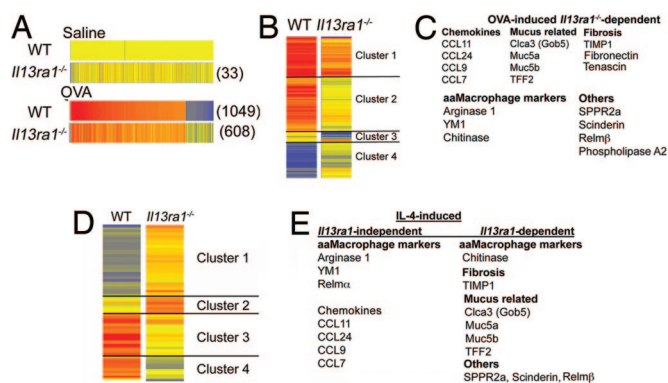 A
Saline
WT
Il13ra1-/-
(33)
OVA
WT
(1049)
Il13ra1-/-
(608)
B
WT Il13ra1-/-
Cluster 1
Cluster 2
Cluster 3
Cluster 4
C
OVA-induced Il13ra1-/--dependent
Chemokines Mucus related Fibrosis
CCL11 Clca3 (Gob5) TIMP1
CCL24 Muc5a Fibronectin
CCL9 Muc5b Tenascin
CCL7 TFF2
aaMacrophage markers Others
Arginase 1 SPPR2a
YM1 Scinderin
Chitinase Relmβ
Phospholipase A2
D
WT Il13ra1-/-
Cluster 1
Cluster 2
Cluster 3
Cluster 4
E
IL-4-induced
Il13ra1-independent Il13ra1-dependent
aaMacrophage markers aaMacrophage markers
Arginase 1 Chitinase
YM1 Fibrosis
Relmα TIMP1
Mucus related
Chemokines Clca3 (Gob5)
CCL11 Muc5a
CCL24 Muc5b
CCL9 TFF2
CCL7 Others
SPPR2a, Scinderin, Relmβ